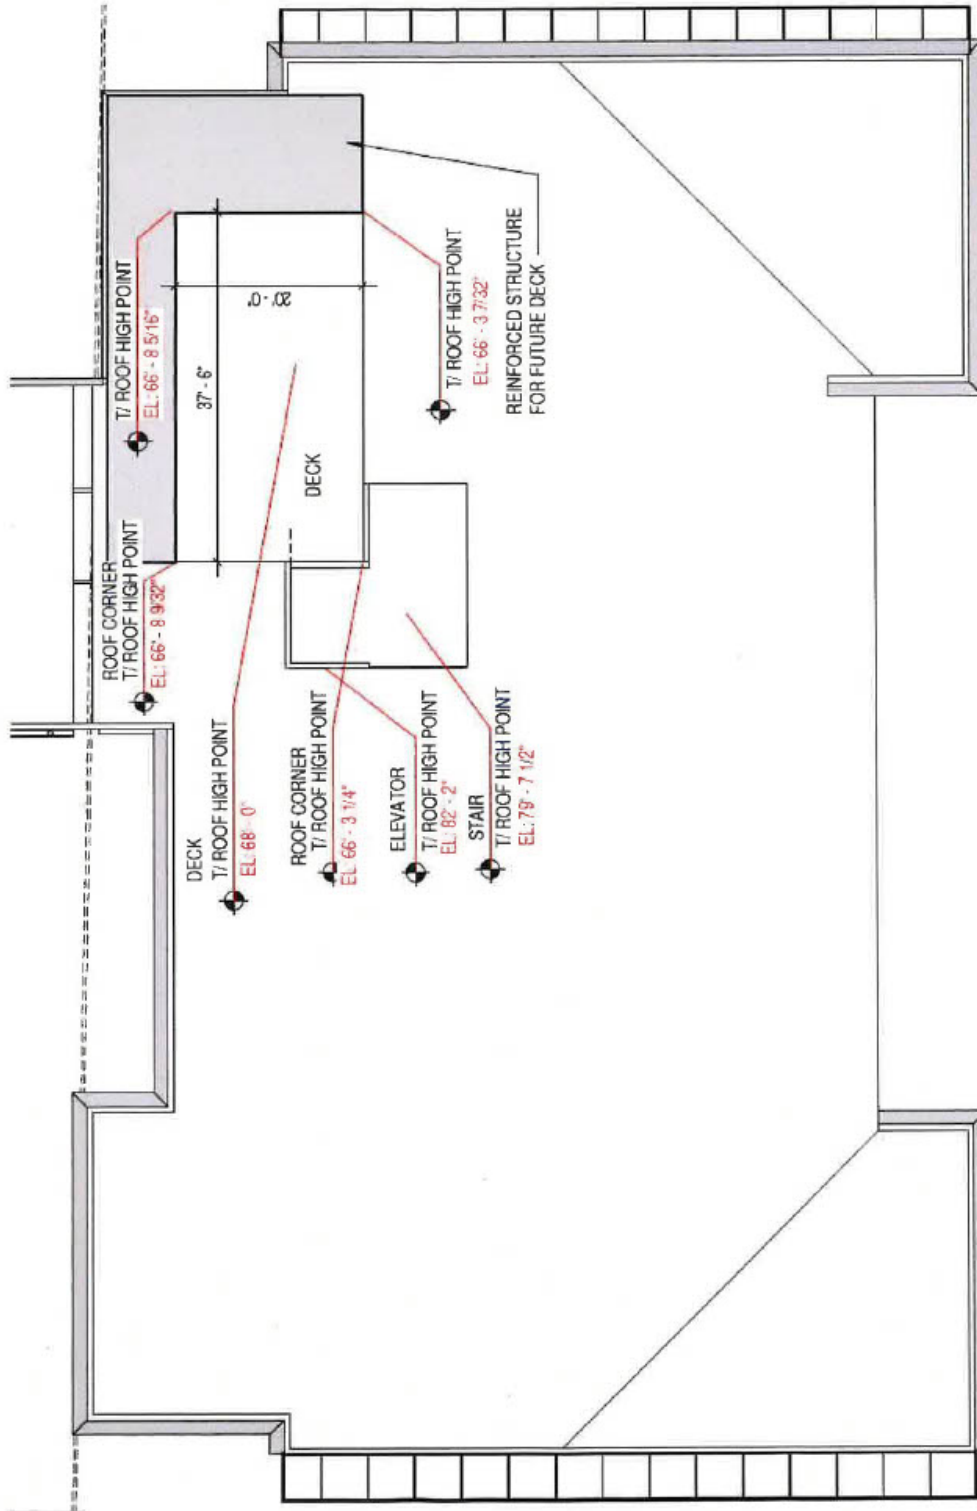 T/ ROOF HIGH POINT
EL: 66' - 8 5/16"
ROOF CORNER
T/ ROOF HIGH POINT
EL: 66' - 8 9/32"
37' - 6"
20' - 0"
DECK
T/ ROOF HIGH POINT
EL: 66' - 3 7/32"
REINFORCED STRUCTURE
FOR FUTURE DECK
DECK
T/ ROOF HIGH POINT
EL: 68' - 0"
ROOF CORNER
T/ ROOF HIGH POINT
EL: 66' - 3 1/4"
ELEVATOR
T/ ROOF HIGH POINT
EL: 82' - 2"
STAIR
T/ ROOF HIGH POINT
EL: 79' - 7 1/2"